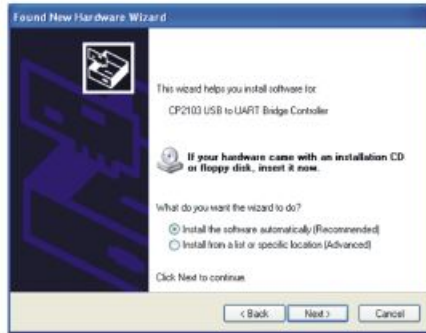 Found New Hardware Wizard
This wizard helps you install software for:
CP2103 USB to UART Bridge Controller
If your hardware came with an installation CD
or floppy disk, insert it now.
What do you want the wizard to do?
Install the software automatically (Recommended)
Install from a list or specific location (Advanced)
Click Next to continue.
< Back
Next >
Cancel